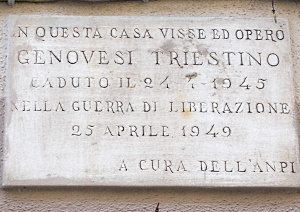 IN QUESTA CASA VISSE ED OPERÒ
GENOVESI TRIESTINO
CADUTO IL 24 4 1945
NELLA GUERRA DI LIBERAZIONE
25 APRILE 1949
A CURA DELL'ANPI